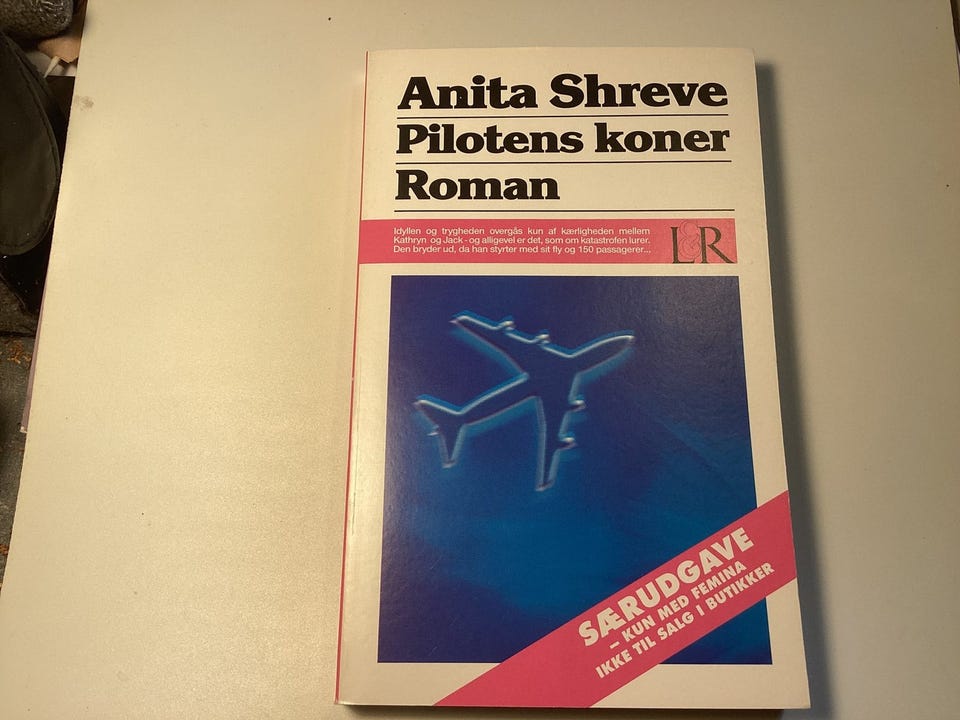 Anita Shreve
Pilotens koner
Roman
Idyllen og trygheden overgås kun af kærligheden mellem
Kathryn og Jack - og alligevel er det, som om katastrofen lurer.
Den bryder ud, da han styrter med sit fly og 150 passagerer...
L&R
SÆRUDGAVE
– KUN MED FEMINA
IKKE TIL SALG I BUTIKKER